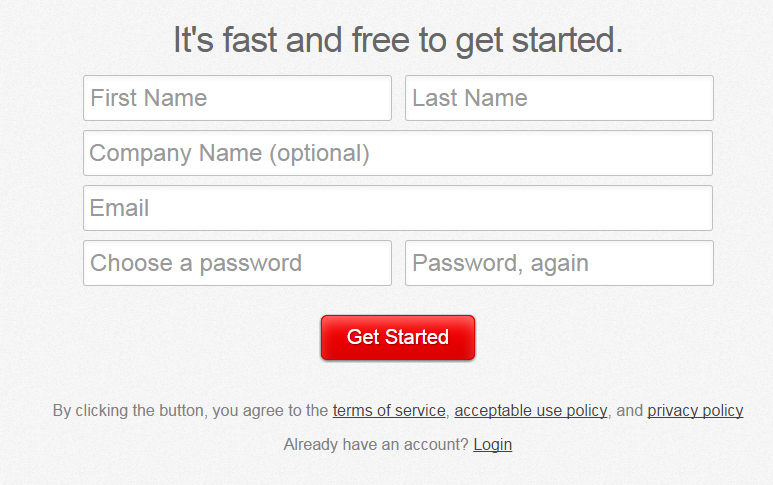 It's fast and free to get started.
First Name Last Name
Company Name (optional)
Email
Choose a password Password, again
Get Started
By clicking the button, you agree to the terms of service, acceptable use policy, and privacy policy
Already have an account? Login